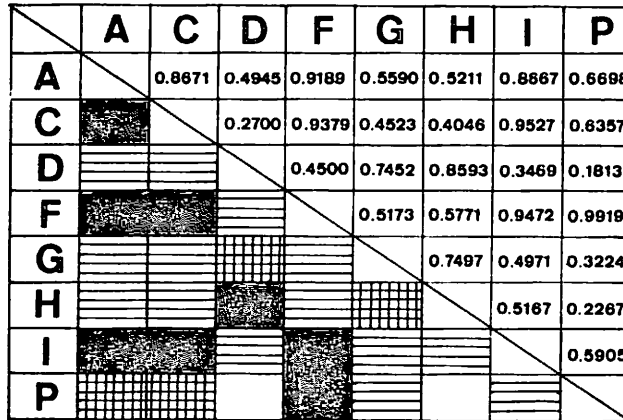 A C D F G H I P
A 0.8671 0.4945 0.9189 0.5590 0.5211 0.8667 0.6698
C 0.2700 0.9379 0.4523 0.4046 0.9527 0.6357
D 0.4500 0.7452 0.8593 0.3469 0.1813
F 0.5173 0.5771 0.9472 0.9919
G 0.7497 0.4971 0.3224
H 0.5167 0.2267
I 0.5905
P